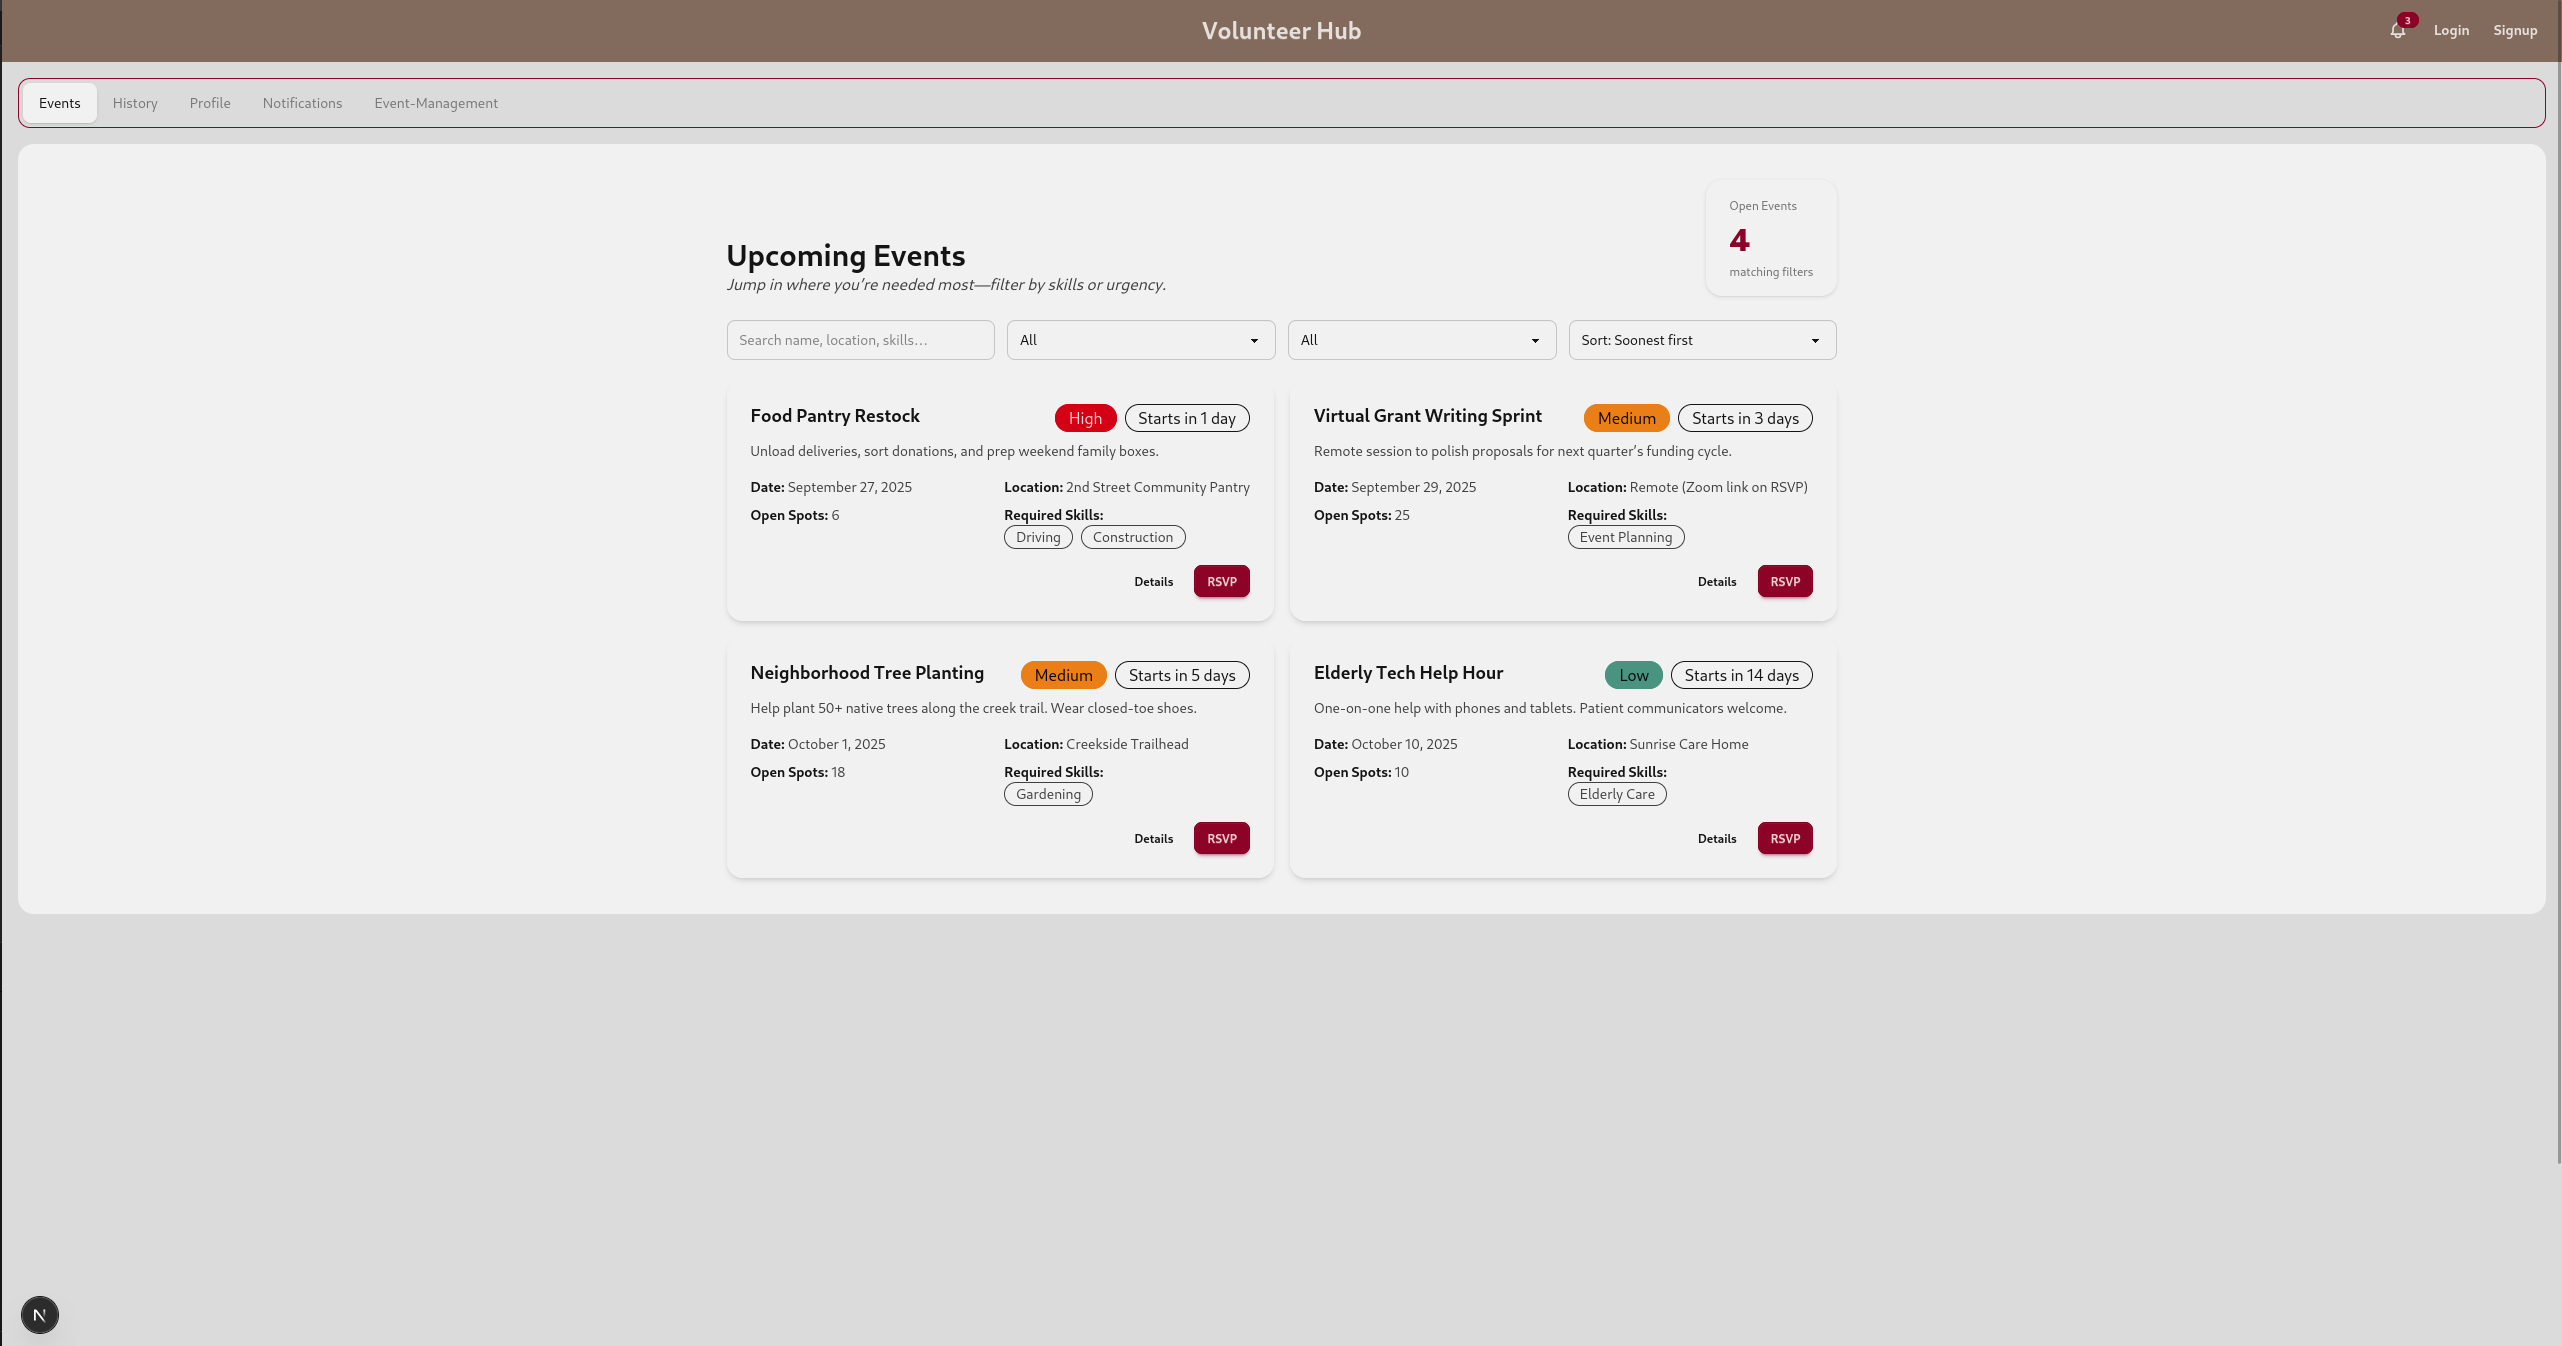 Volunteer Hub
3
Login
Signup
Events
History
Profile
Notifications
Event-Management
Open Events
4
matching filters
Upcoming Events
Jump in where you’re needed most—filter by skills or urgency.
Search name, location, skills…
All
All
Sort: Soonest first
Food Pantry Restock
High
Starts in 1 day
Unload deliveries, sort donations, and prep weekend family boxes.
Date: September 27, 2025
Location: 2nd Street Community Pantry
Open Spots: 6
Required Skills:
Driving
Construction
Details
RSVP
Virtual Grant Writing Sprint
Medium
Starts in 3 days
Remote session to polish proposals for next quarter’s funding cycle.
Date: September 29, 2025
Location: Remote (Zoom link on RSVP)
Open Spots: 25
Required Skills:
Event Planning
Details
RSVP
Neighborhood Tree Planting
Medium
Starts in 5 days
Help plant 50+ native trees along the creek trail. Wear closed-toe shoes.
Date: October 1, 2025
Location: Creekside Trailhead
Open Spots: 18
Required Skills:
Gardening
Details
RSVP
Elderly Tech Help Hour
Low
Starts in 14 days
One-on-one help with phones and tablets. Patient communicators welcome.
Date: October 10, 2025
Location: Sunrise Care Home
Open Spots: 10
Required Skills:
Elderly Care
Details
RSVP
N